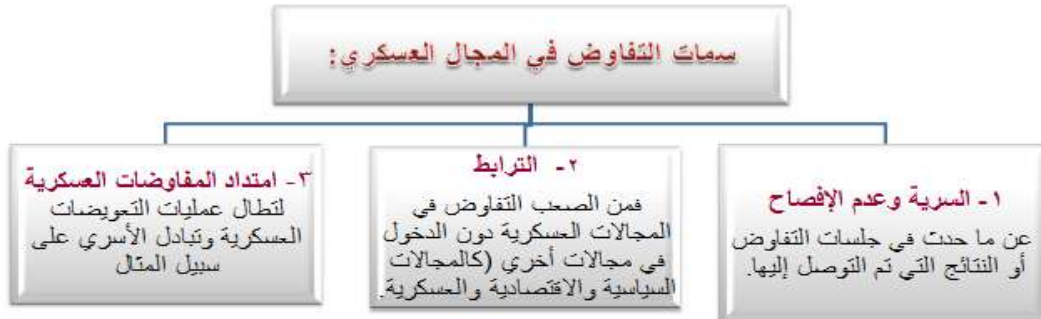 سمات التفاوض في المجال العسكري:
١- السرية وعدم الإفصاح
عن ما حدث في جلسات التفاوض
أو النتائج التي تم التوصل إليها.
٢- الترابط
فمن الصعب التفاوض في
المجالات العسكرية دون الدخول
في مجالات أخري (كالمجالات
السياسية والاقتصادية والعسكرية.
٣- امتداد المفاوضات العسكرية
لتطال عمليات التعويضات
العسكرية وتبادل الأسري على
سبيل المثال